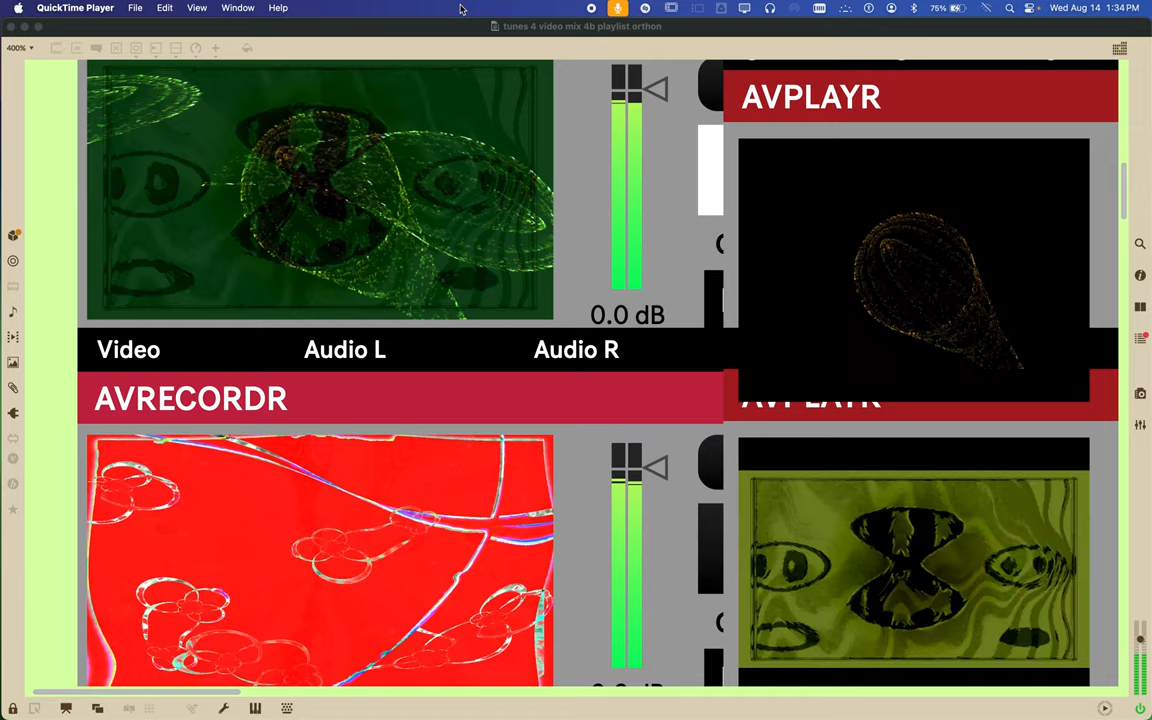 QuickTime Player File Edit View Window Help 75% Wed Aug 14 1:34 PM
tunes 4 video mix 4b playlist orthon
400%
AVPLAYR
0.0 dB
Video Audio L Audio R
AVRECORDR
AVPLAYR